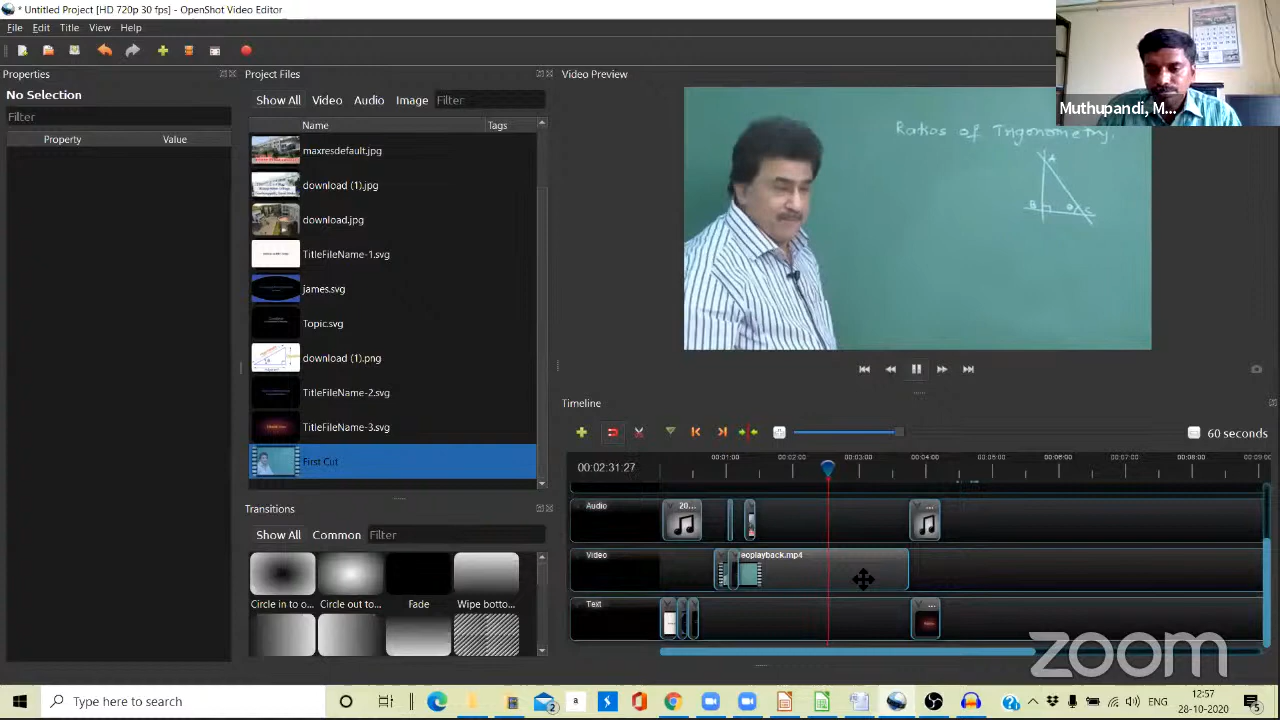 * Untitled Project [HD 720p 30 fps] - OpenShot Video Editor
File Edit Title View Help
Properties
No Selection
Filter
Property Value
Project Files
Show All Video Audio Image Filter
Name Tags
maxresdefault.jpg
download (1).jpg
download.jpg
TitleFileName-1.svg
james.svg
Topic.svg
download (1).png
TitleFileName-2.svg
TitleFileName-3.svg
First Cut
Transitions
Show All Common Filter
Circle in to o... Circle out to... Fade Wipe botto...
Video Preview
Ratios of Trigonometry.
A
B θ C
Muthupandi, M...
Timeline
60 seconds
00:02:31:27
00:01:00 00:02:00 00:03:00 00:04:00 00:05:00 00:06:00 00:07:00 00:08:00 00:09:0
Audio 20... ...
Video eoplayback.mp4
Text ...
zoom
Type here to search
2
a
ENG
12:57
28-10-2020
5